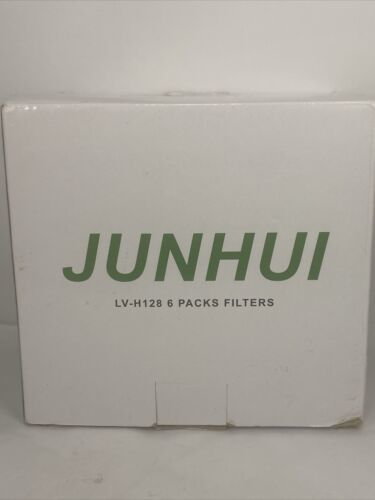 JUNHUI
LV-H128 6 PACKS FILTERS